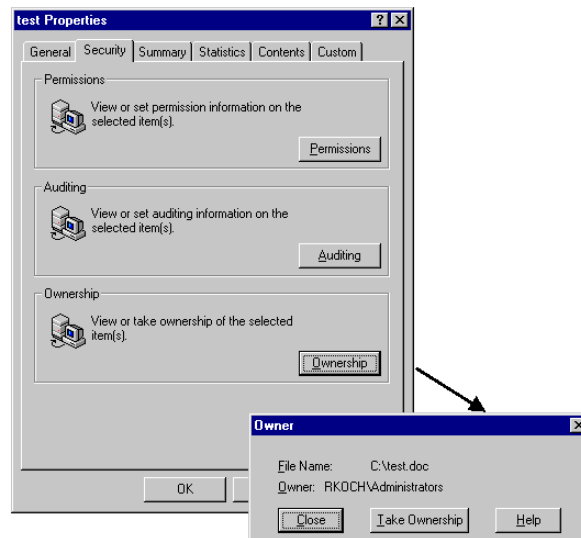 test Properties
General Security Summary Statistics Contents Custom
Permissions
View or set permission information on the
selected item(s).
Permissions
Auditing
View or set auditing information on the
selected item(s).
Auditing
Ownership
View or take ownership of the selected
item(s).
Ownership
OK
Owner
File Name: C:\test.doc
Owner: RKOCH\Administrators
Close Take Ownership Help